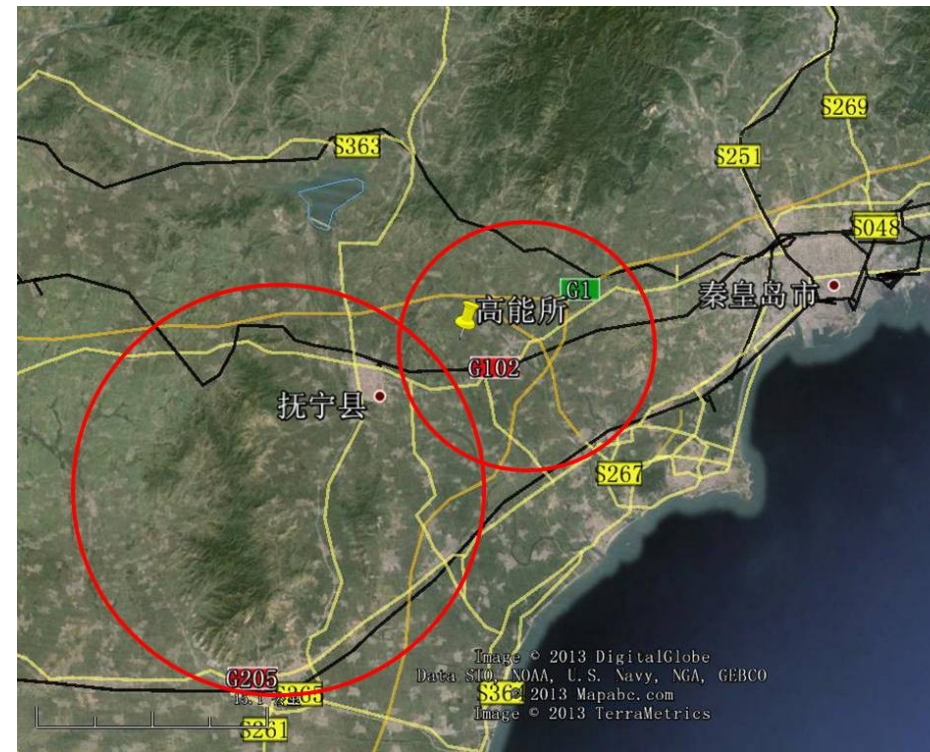 S269
S363
S251
S048
G1
秦皇岛市
高能所
G102
抚宁县
S267
Image © 2013 DigitalGlobe
Data SIO, NOAA, U.S. Navy, NGA, GEBCO
G205
S365
© 2013 Mapabc.com
Image © 2013 TerraMetrics
S261